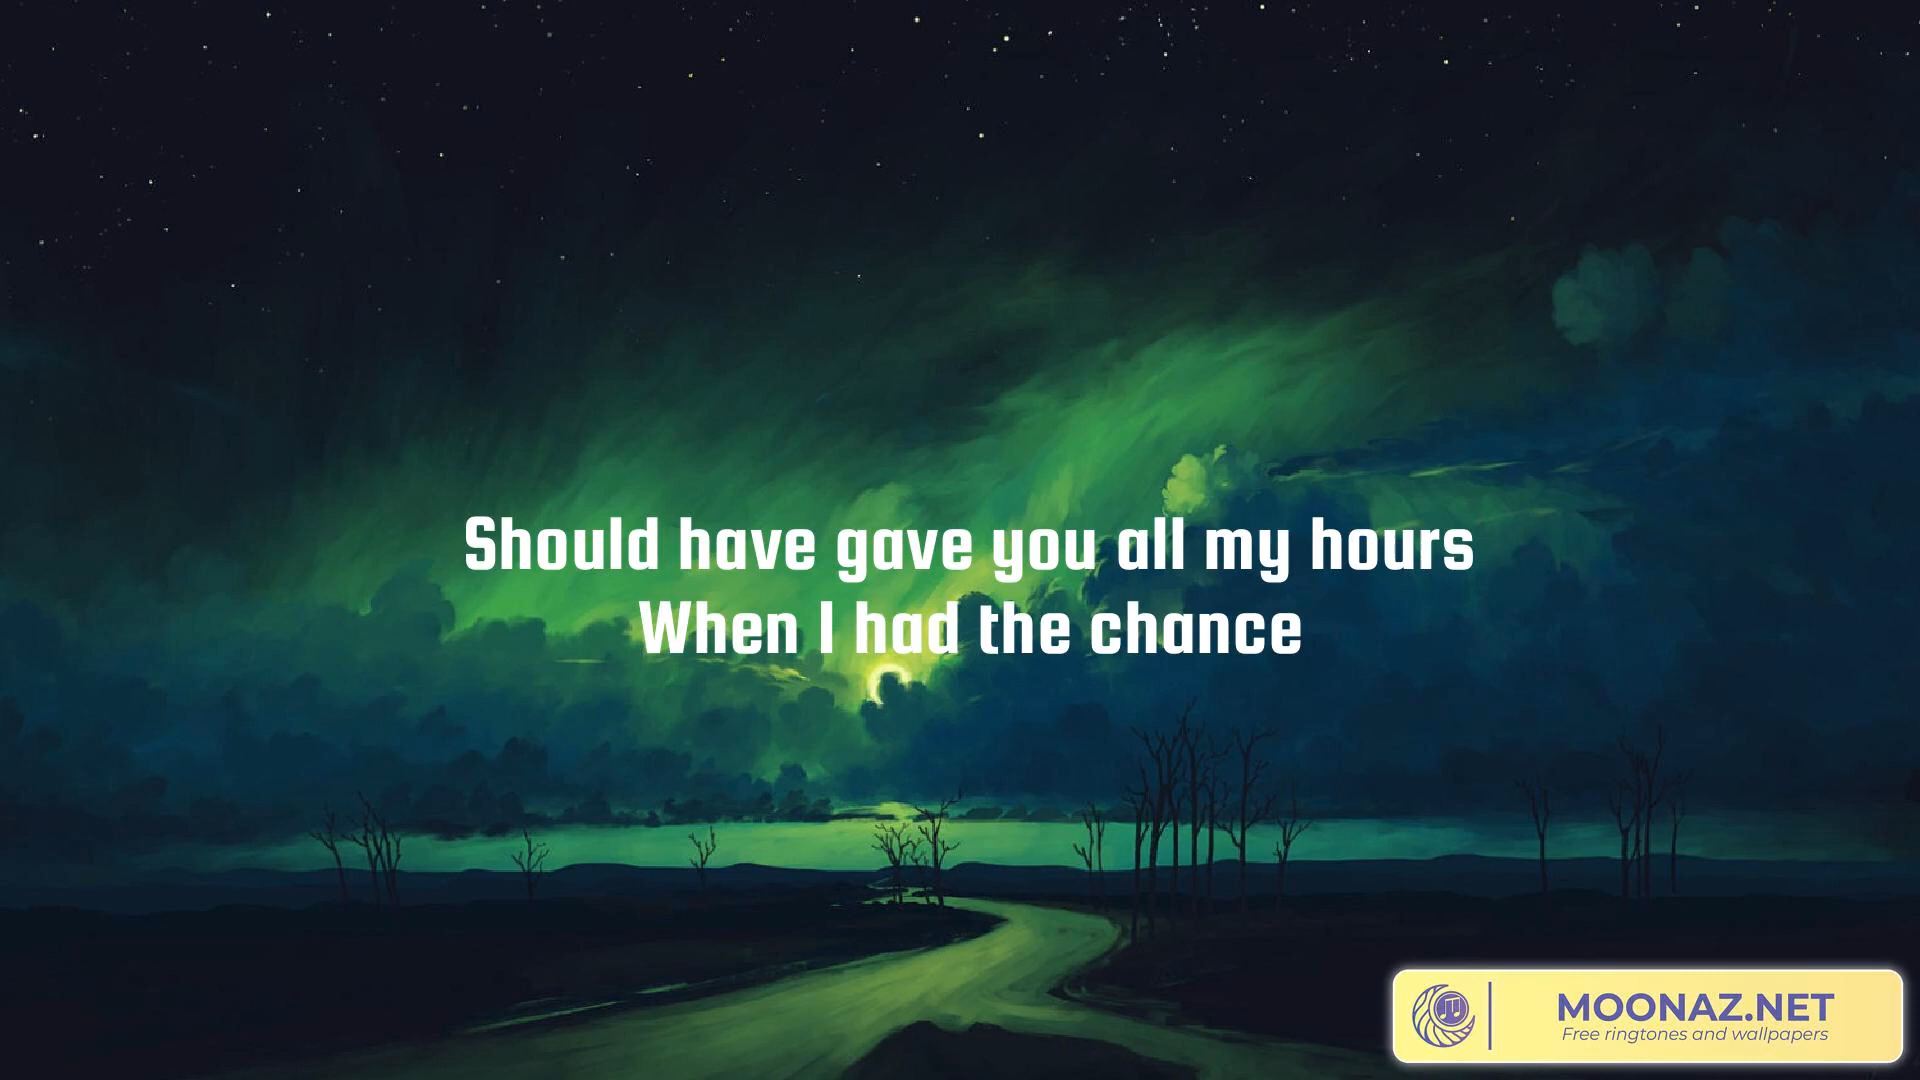 Should have gave you all my hours
When I had the chance
MOONAZ.NET
Free ringtones and wallpapers